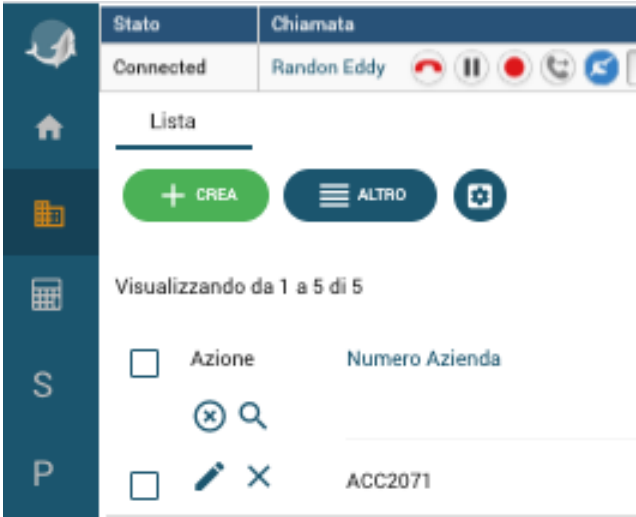 Stato Chiamata
Connected Randon Eddy
Lista
CREA ALTRO
Visualizzando da 1 a 5 di 5
Azione Numero Azienda
S
P ACC2071